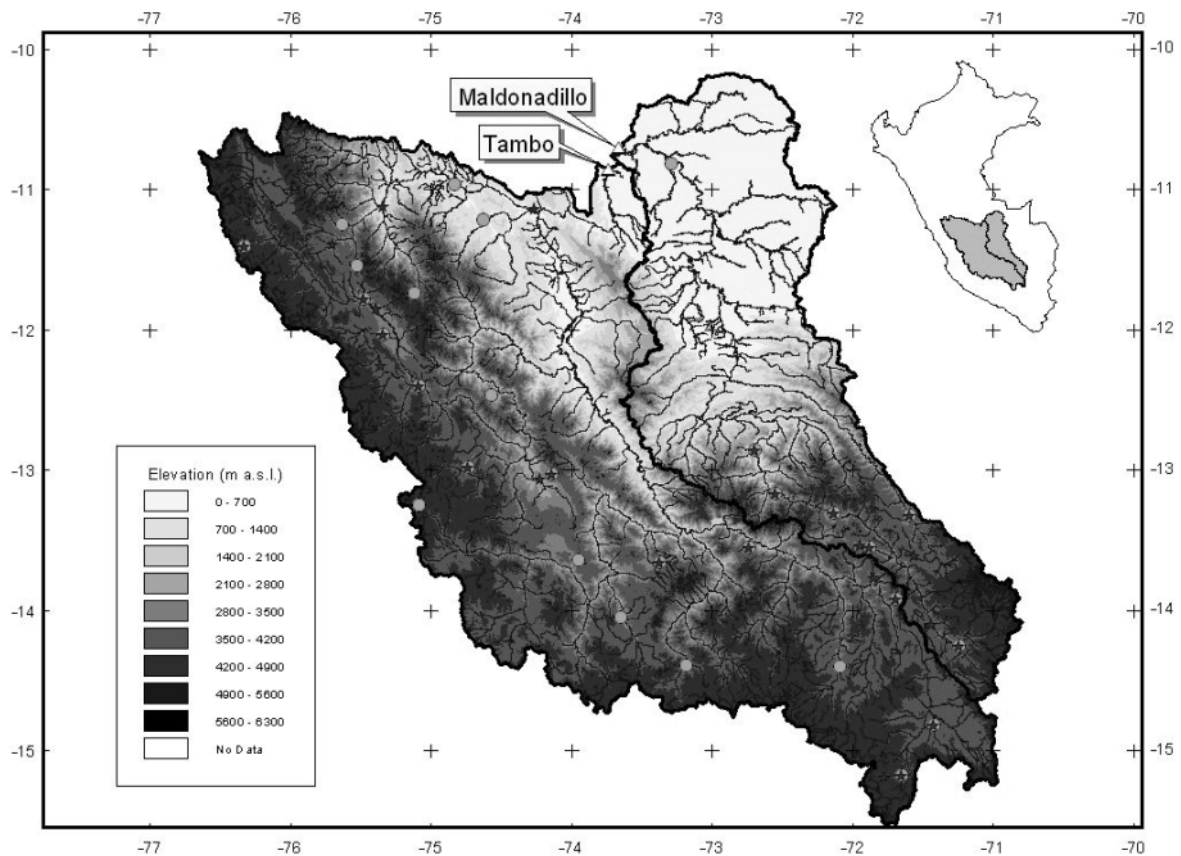 -77 -76 -75 -74 -73 -72 -71 -70
-10 -10
Maldonadillo
Tambo
-11 -11
-12 -12
-13 -13
Elevation (m a.s.l.)
0 - 700
700 - 1400
1400 - 2100
2100 - 2800
2800 - 3500
3500 - 4200
4200 - 4900
4900 - 5600
5600 - 6300
No Data
-14 -14
-15 -15
-77 -76 -75 -74 -73 -72 -71 -70